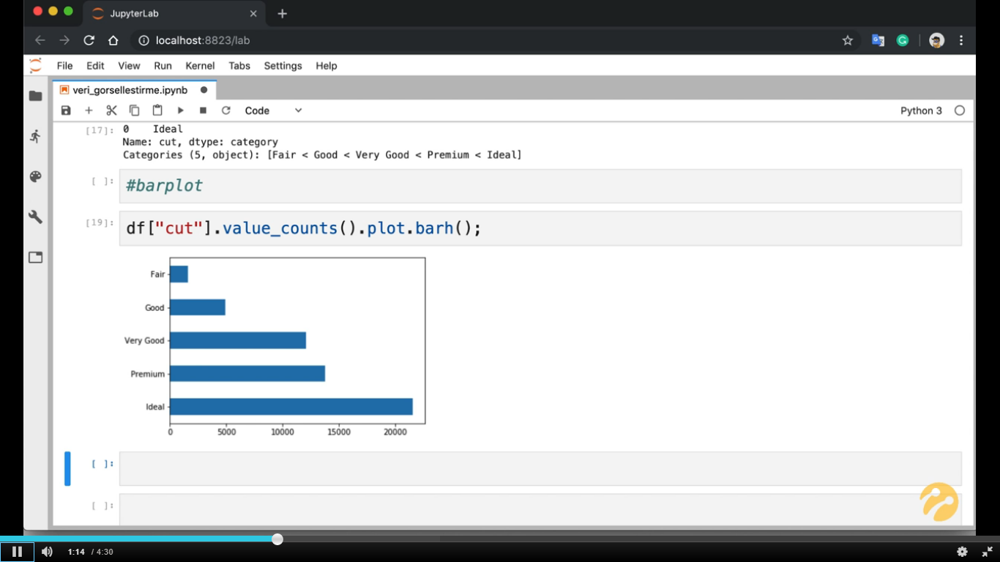 JupyterLab
localhost:8823/lab
File Edit View Run Kernel Tabs Settings Help
veri_gorsellestirme.ipynb
Code Python 3
[17]: 0 Ideal
Name: cut, dtype: category
Categories (5, object): [Fair < Good < Very Good < Premium < Ideal]
[ ]: #barplot
[19]: df["cut"].value_counts().plot.barh();
Fair
Good
Very Good
Premium
Ideal
0 5000 10000 15000 20000
[ ]:
[ ]:
1:14 / 4:30